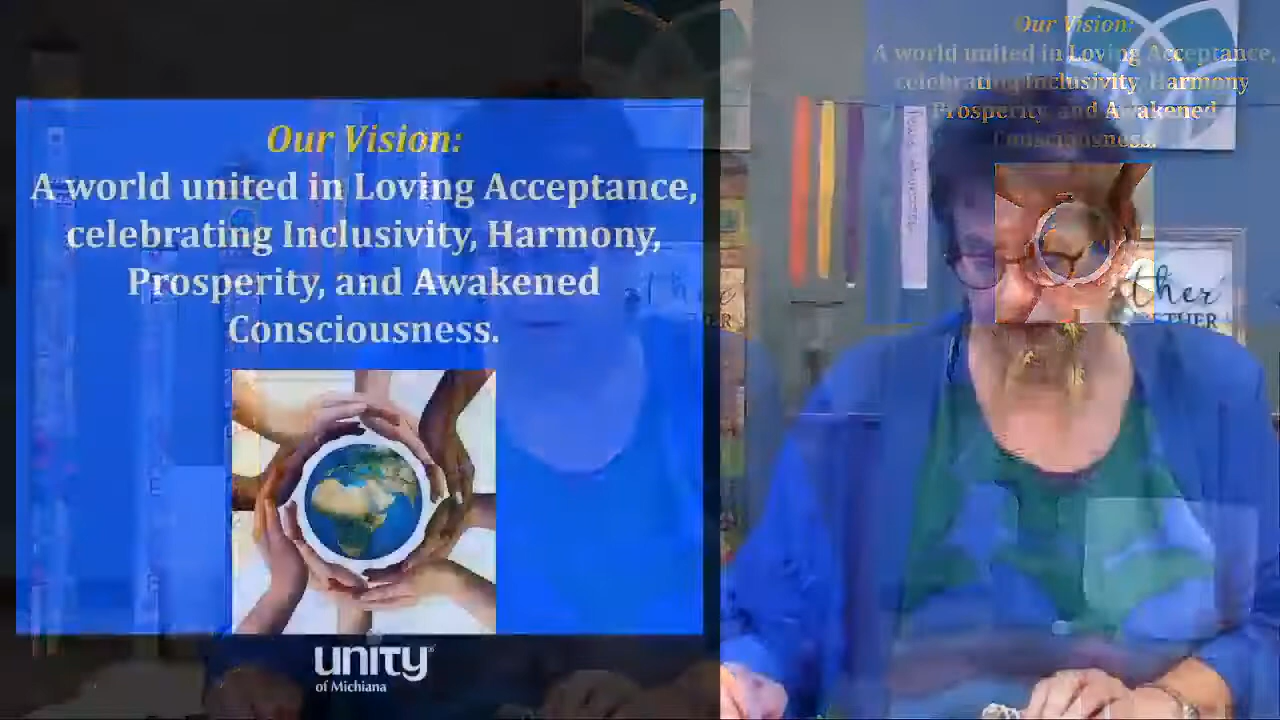 Our Vision:
A world united in Loving Acceptance,
celebrating Inclusivity, Harmony,
Prosperity, and Awakened
Consciousness.
unity
of Michiana
Our Vision:
A world united in Loving Acceptance,
celebrating Inclusivity, Harmony
Prosperity, and Awakened
Consciousness.
ther